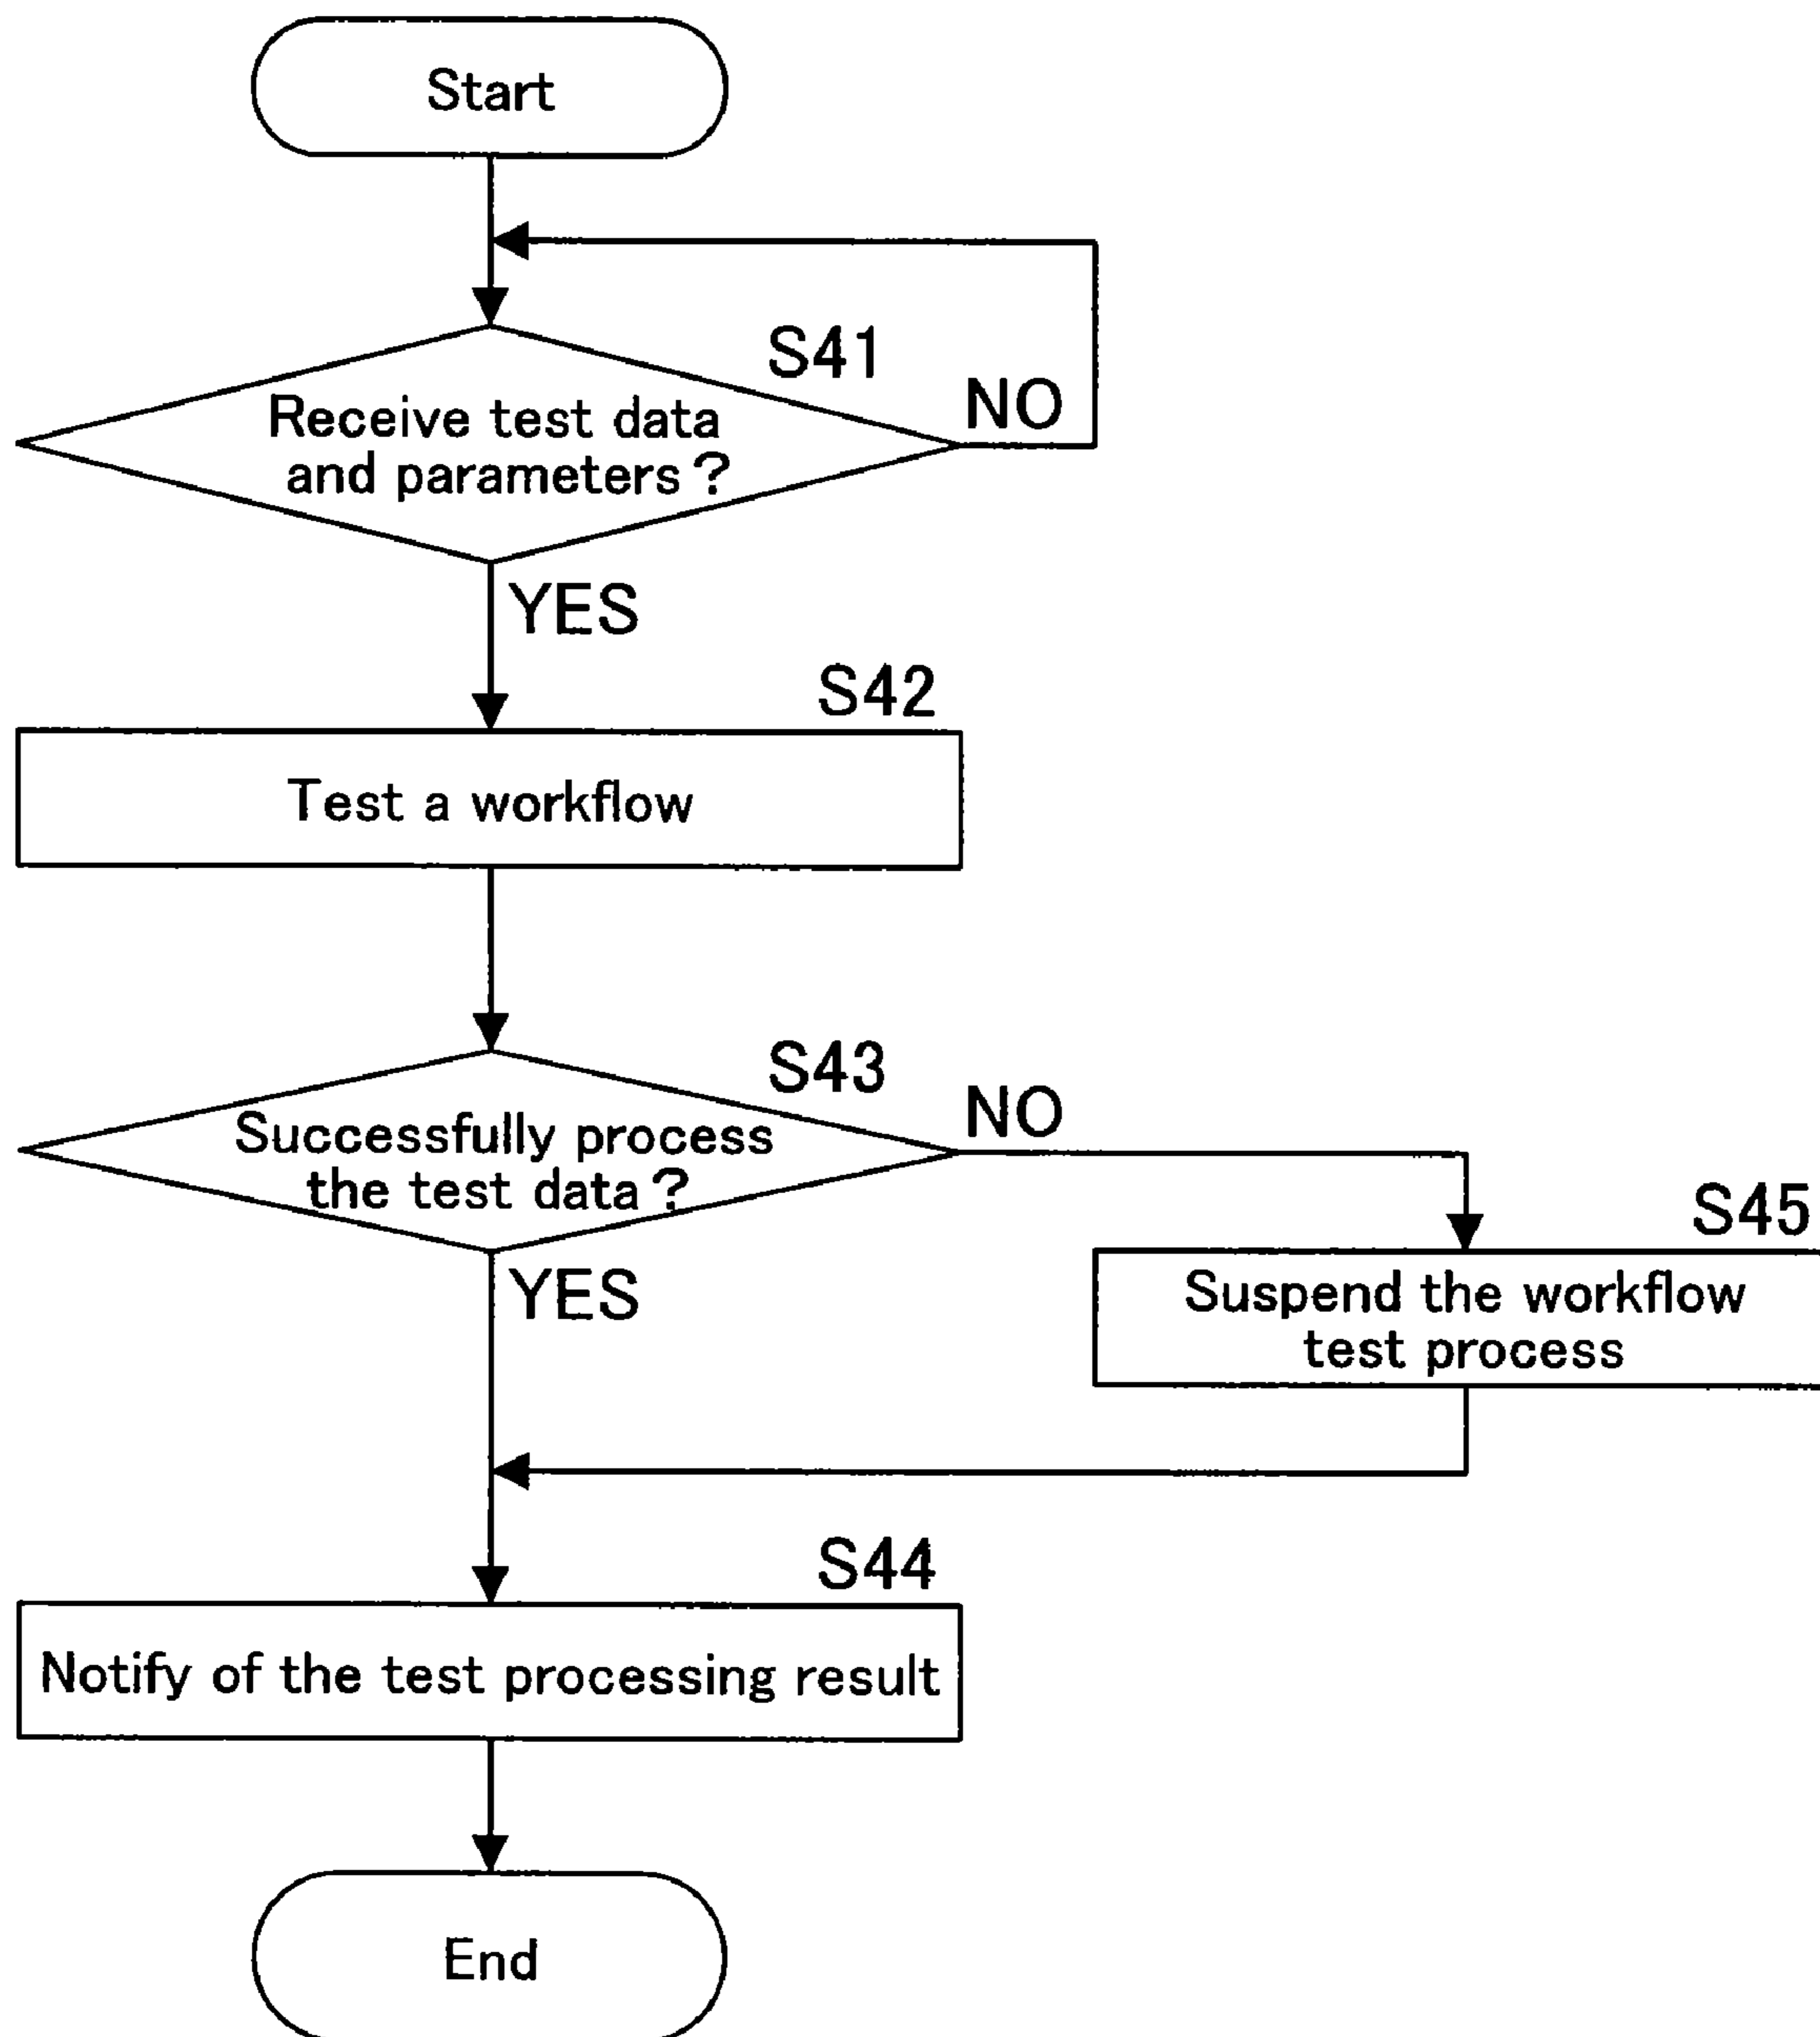 Start
S41
Receive test data
and parameters?
NO
YES
S42
Test a workflow
S43
Successfully process
the test data?
NO
YES
S45
Suspend the workflow
test process
S44
Notify of the test processing result
End